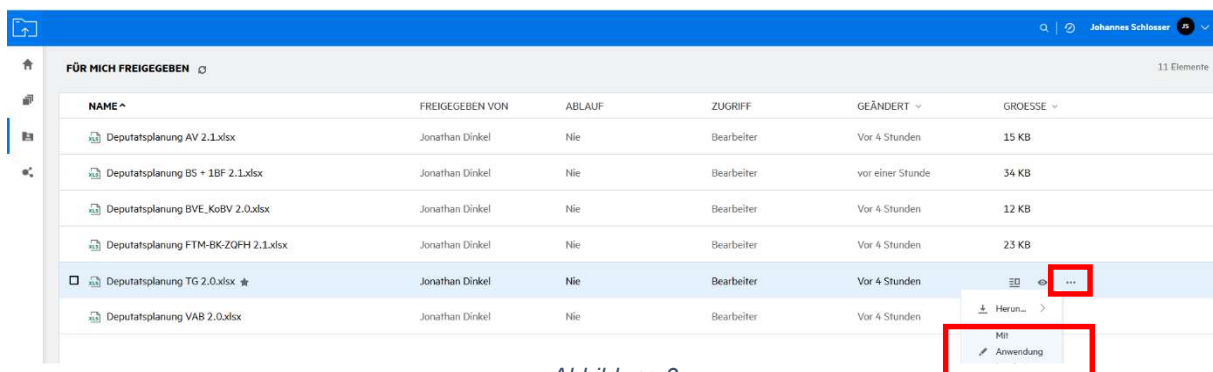 Johannes Schlosser JS
FÜR MICH FREIGEGEBEN
11 Elemente
NAME FREIGEGEBEN VON ABLAUF ZUGRIFF GEÄNDERT GROESSE
Deputatsplanung AV 2.1.xlsx Jonathan Dinkel Nie Bearbeiter Vor 4 Stunden 15 KB
Deputatsplanung BS + 1BF 2.1.xlsx Jonathan Dinkel Nie Bearbeiter vor einer Stunde 34 KB
Deputatsplanung BVE_KoBV 2.0.xlsx Jonathan Dinkel Nie Bearbeiter Vor 4 Stunden 12 KB
Deputatsplanung FTM-BK-ZQFH 2.1.xlsx Jonathan Dinkel Nie Bearbeiter Vor 4 Stunden 23 KB
Deputatsplanung TG 2.0.xlsx Jonathan Dinkel Nie Bearbeiter Vor 4 Stunden ...
Deputatsplanung VAB 2.0.xlsx Jonathan Dinkel Nie Bearbeiter Vor 4 Stunden
Herun...
Mit
Anwendung